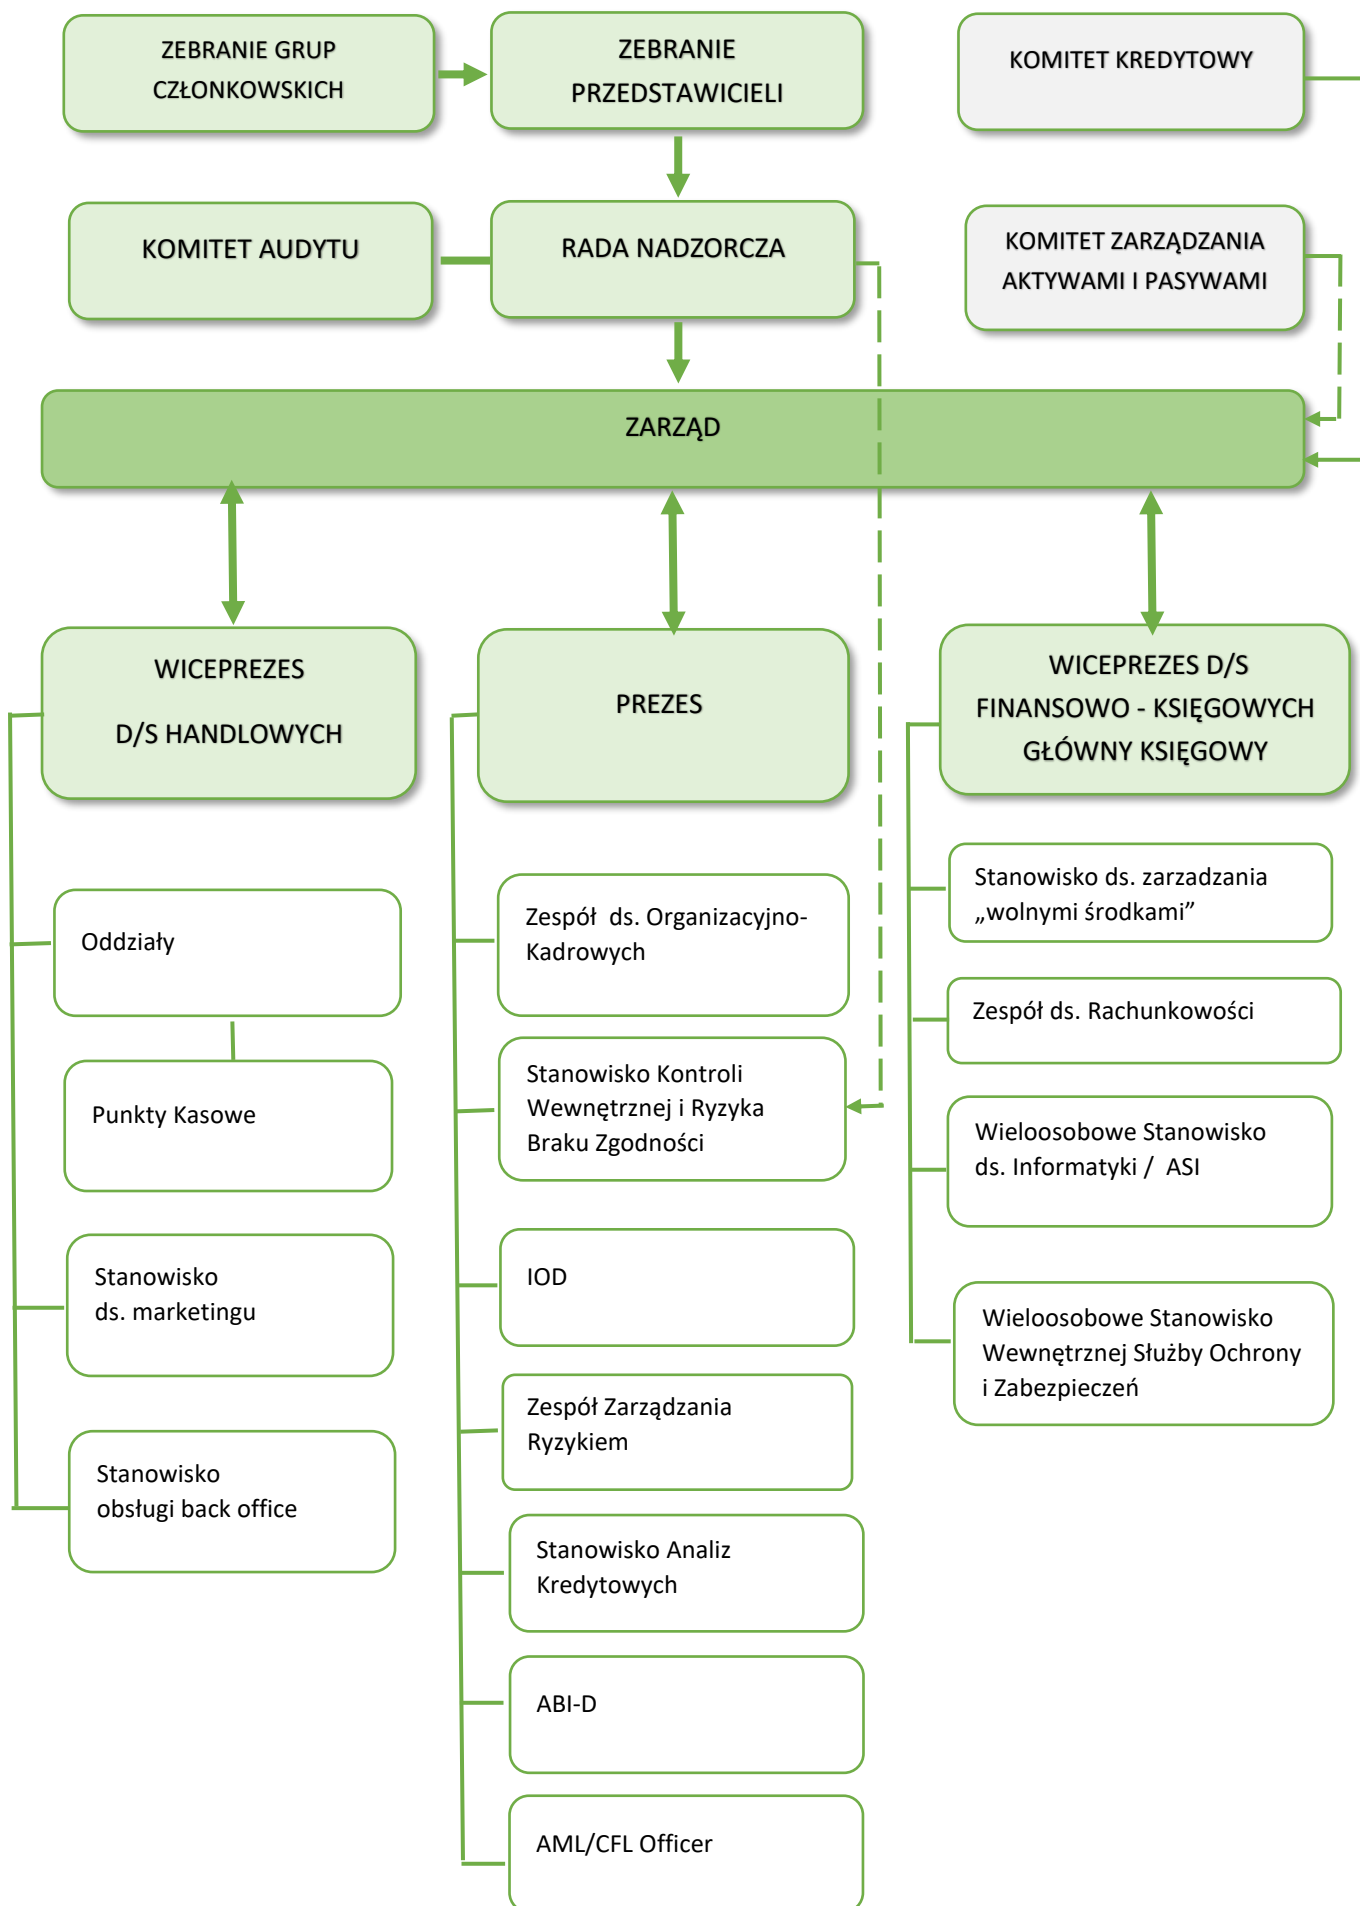 ZEBRANIE GRUP
CZŁONKOWSKICH
ZEBRANIE
PRZEDSTAWICIELI
KOMITET KREDYTOWY
KOMITET AUDYTU
RADA NADZORCZA
KOMITET ZARZĄDZANIA
AKTYWAMI I PASYWAMI
ZARZĄD
WICEPREZES
D/S HANDLOWYCH
PREZES
WICEPREZES D/S
FINANSOWO - KSIĘGOWYCH
GŁÓWNY KSIĘGOWY
Oddziały
Punkty Kasowe
Stanowisko
ds. marketingu
Stanowisko
obsługi back office
Zespół ds. Organizacyjno-
Kadrowych
Stanowisko Kontroli
Wewnętrznej i Ryzyka
Braku Zgodności
IOD
Zespół Zarządzania
Ryzykiem
Stanowisko Analiz
Kredytowych
ABI-D
AML/CFL Officer
Stanowisko ds. zarzadzania
„wolnymi środkami”
Zespół ds. Rachunkowości
Wieloosobowe Stanowisko
ds. Informatyki / ASI
Wieloosobowe Stanowisko
Wewnętrznej Służby Ochrony
i Zabezpieczeń